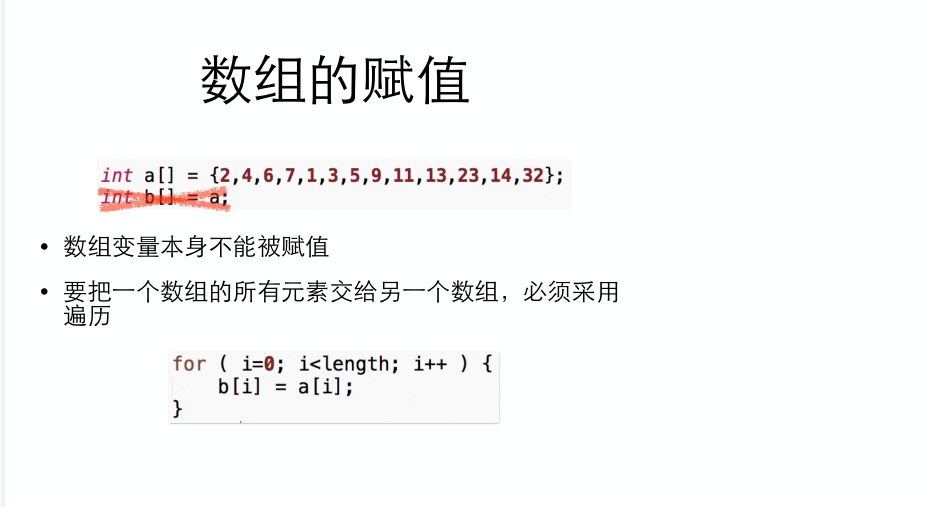 数组的赋值
int a[] = {2,4,6,7,1,3,5,9,11,13,23,14,32};
int b[] = a;
• 数组变量本身不能被赋值
• 要把一个数组的所有元素交给另一个数组，必须采用
遍历
for ( i=0; i<length; i++ ) {
    b[i] = a[i];
}